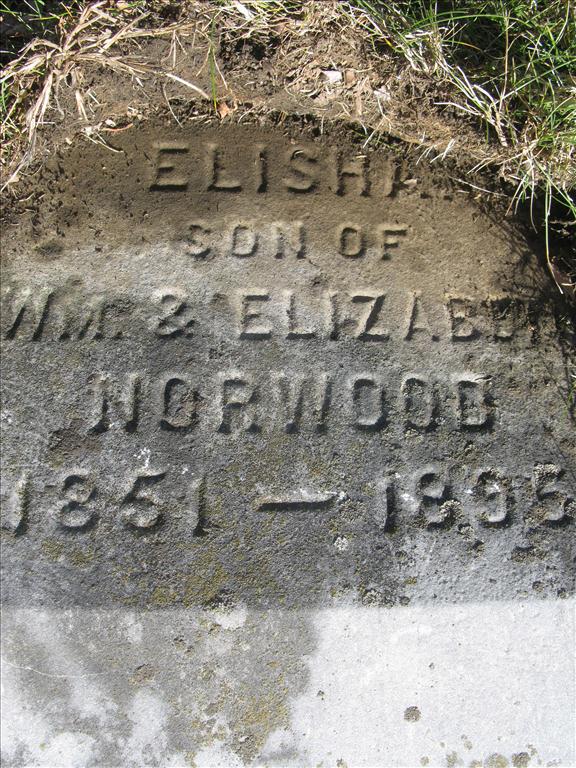 ELISHA
SON OF
WM. & ELIZABETH
NORWOOD
1851 — 1895